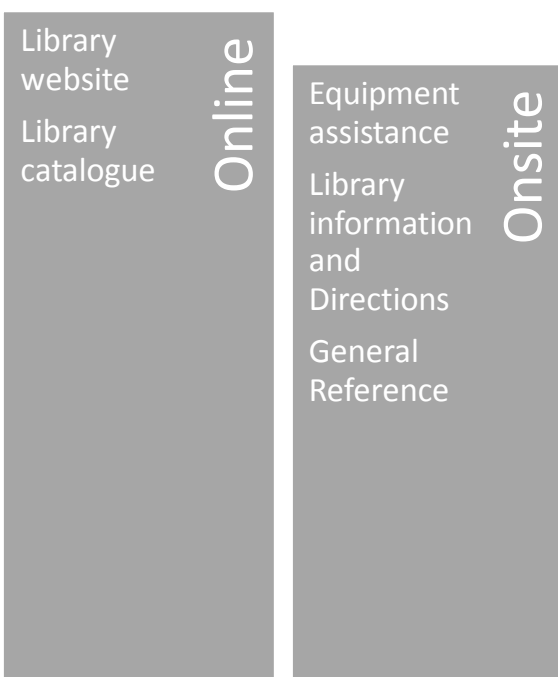 Library
website
Library
catalogue
Online
Equipment
assistance
Library
information
and
Directions
General
Reference
Onsite